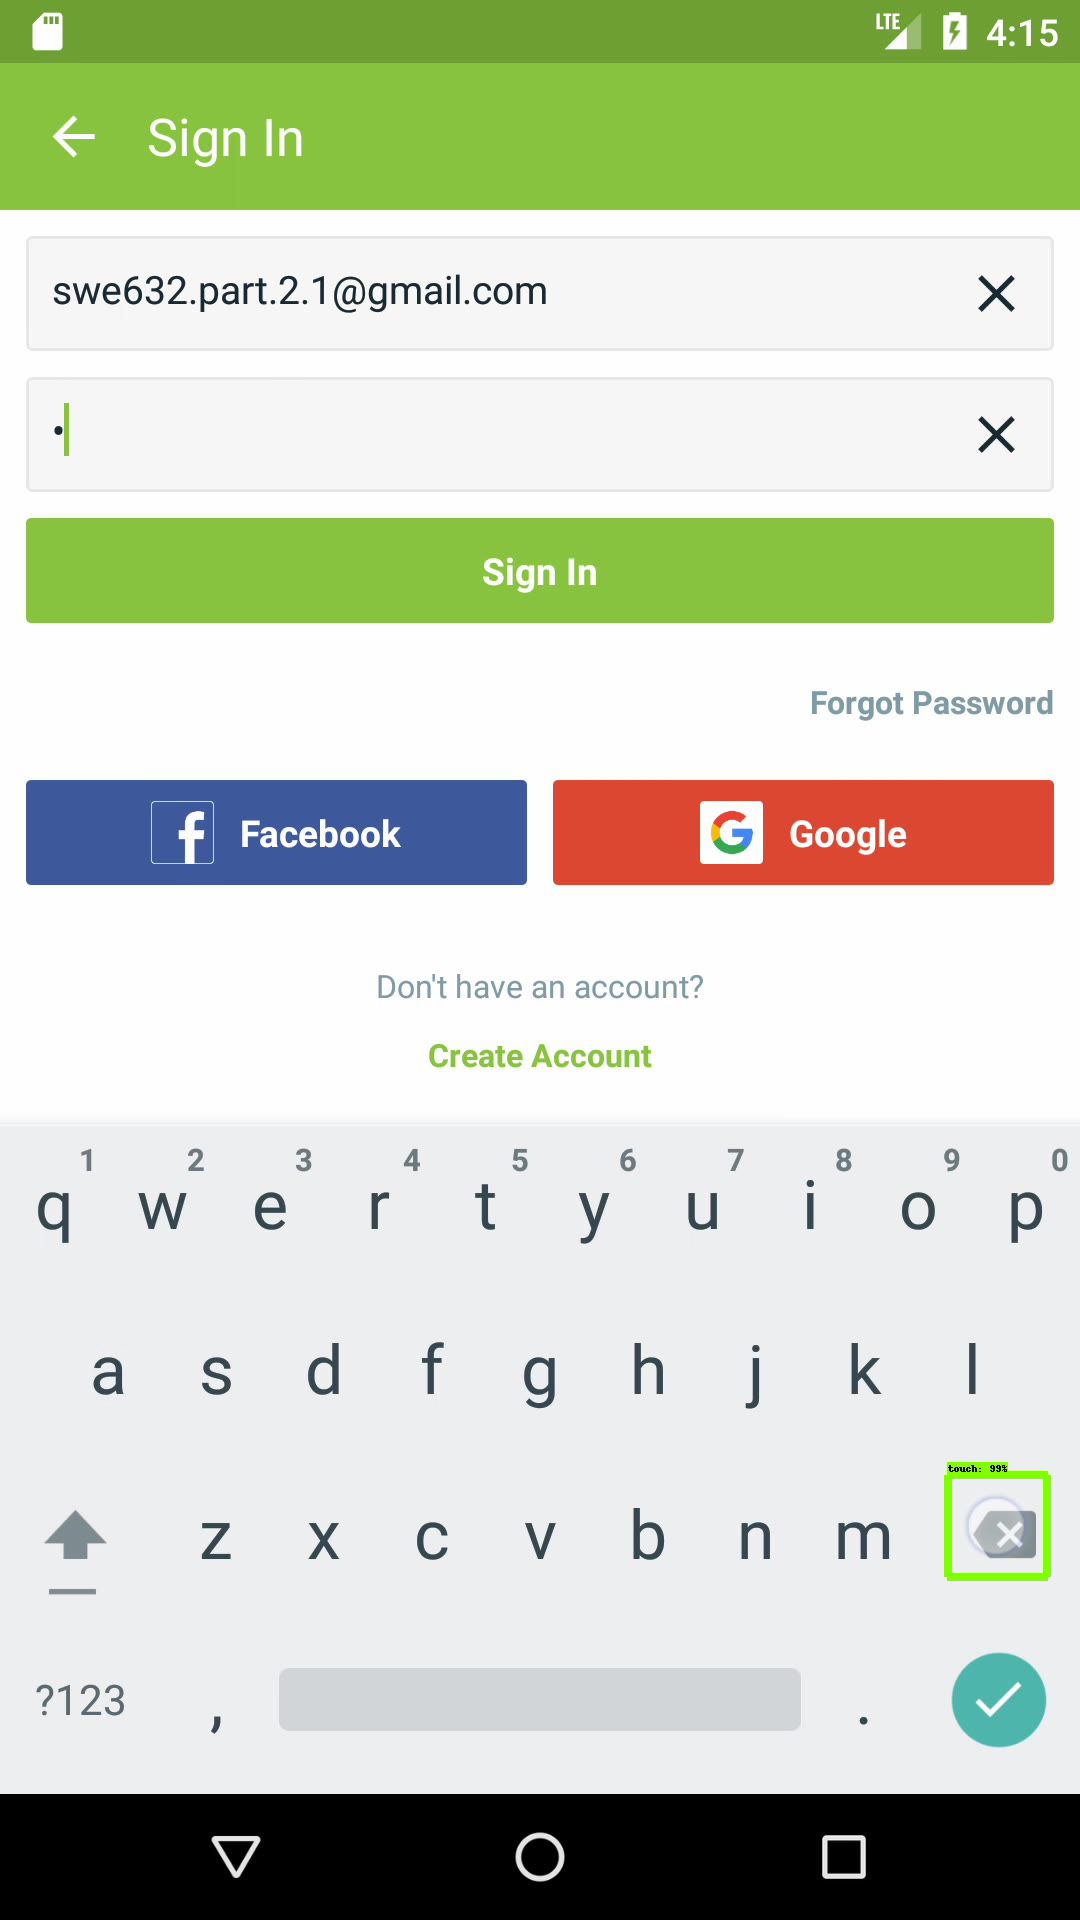 LTE 4:15
Sign In
swe632.part.2.1@gmail.com
•
Sign In
Forgot Password
Facebook
Google
Don't have an account?
Create Account
1 2 3 4 5 6 7 8 9 0
q w e r t y u i o p
a s d f g h j k l
touch: 99%
z x c v b n m
?123 , .